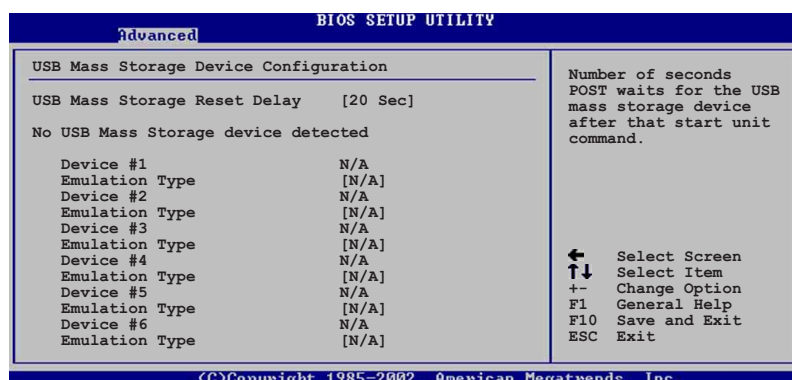 BIOS SETUP UTILITY
Advanced
USB Mass Storage Device Configuration
USB Mass Storage Reset Delay [20 Sec]
No USB Mass Storage device detected
Device #1 N/A
Emulation Type [N/A]
Device #2 N/A
Emulation Type [N/A]
Device #3 N/A
Emulation Type [N/A]
Device #4 N/A
Emulation Type [N/A]
Device #5 N/A
Emulation Type [N/A]
Device #6 N/A
Emulation Type [N/A]
Number of seconds
POST waits for the USB
mass storage device
after that start unit
command.
← Select Screen
↑↓ Select Item
+- Change Option
F1 General Help
F10 Save and Exit
ESC Exit
(C)Copyright 1985-2002, American Megatrends, Inc